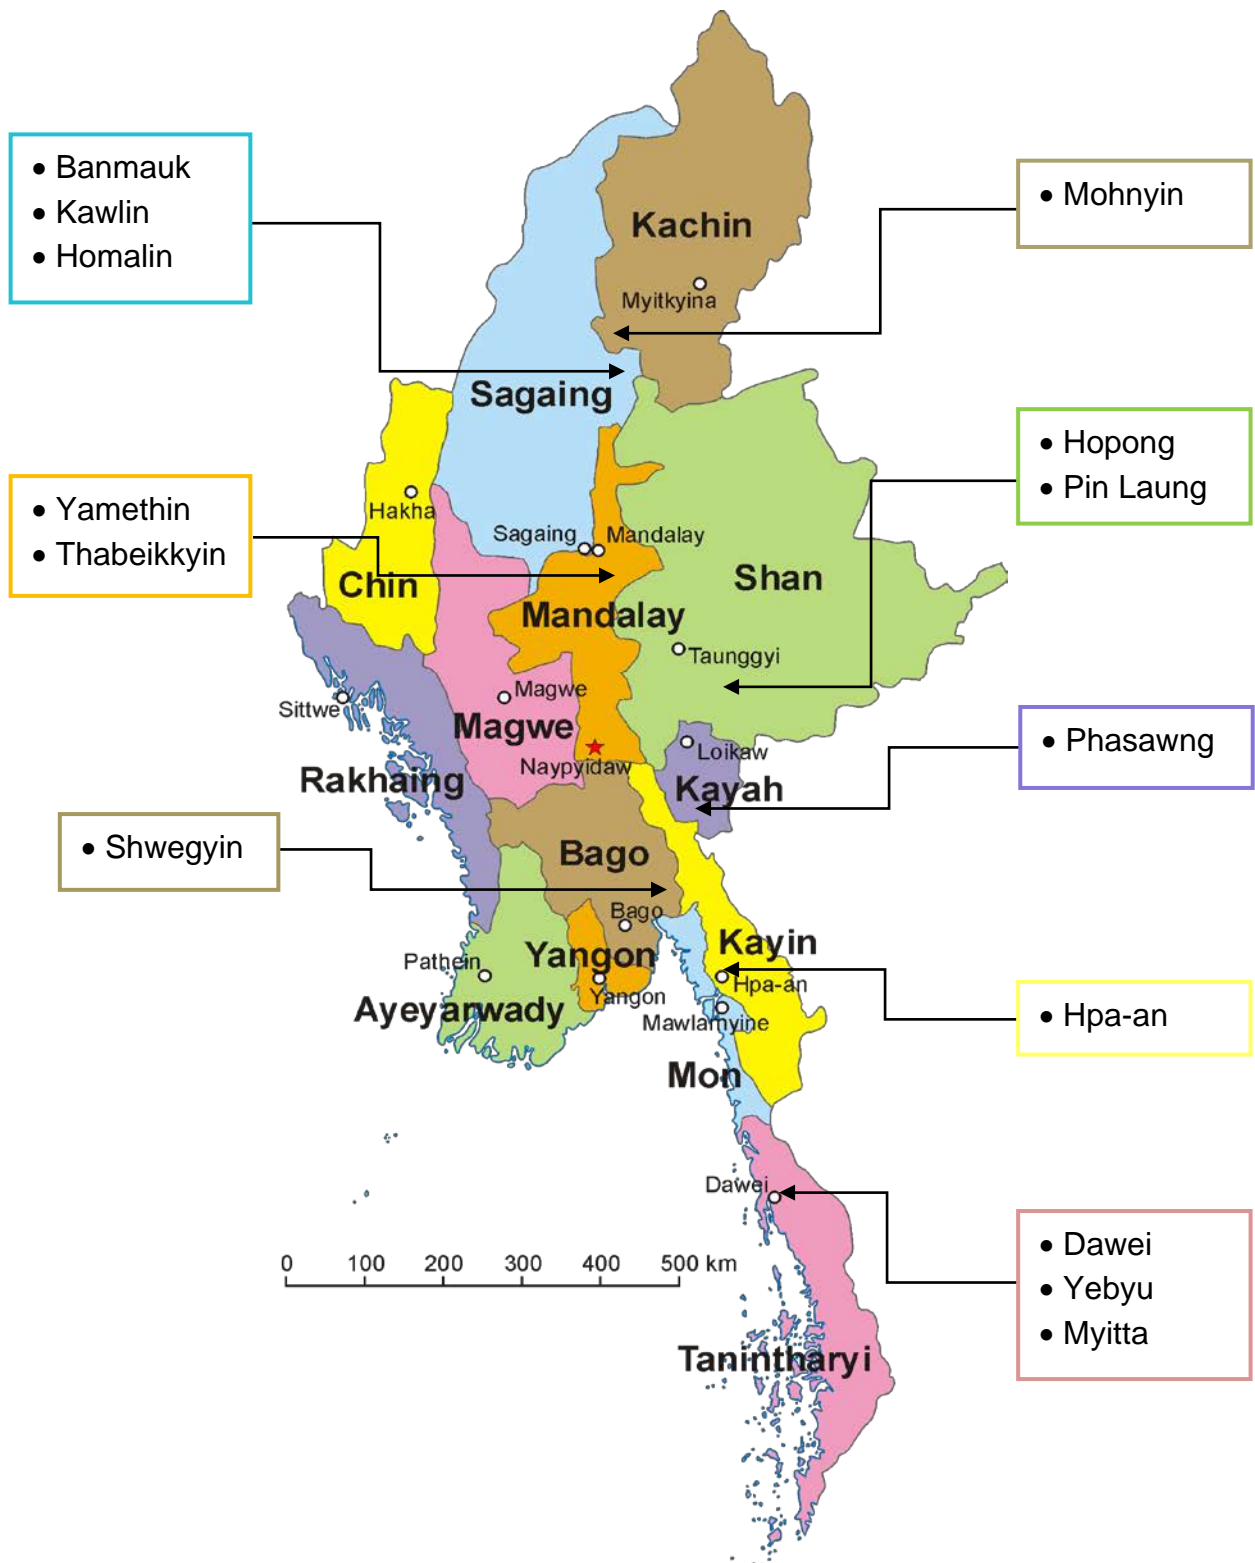 • Banmauk
• Kawlin
• Homalin
• Mohnyin
Kachin
Myitkyina
Sagaing
• Hopong
• Pin Laung
• Yamethin
• Thabeikkyin
Hakha
Sagaing
Mandalay
Chin
Shan
Mandalay
Taunggyi
Magwe
Sittwe
Magwe
Naypyidaw
Loikaw
• Phasawng
Rakhaing
Kayah
• Shwegyin
Bago
Bago
Kayin
Pathein
Yangon
Hpa-an
Yangon
Ayeyarwady
Mawlamyine
• Hpa-an
Mon
Dawei
• Dawei
• Yebyu
• Myitta
0 100 200 300 400 500 km
Tanintharyi